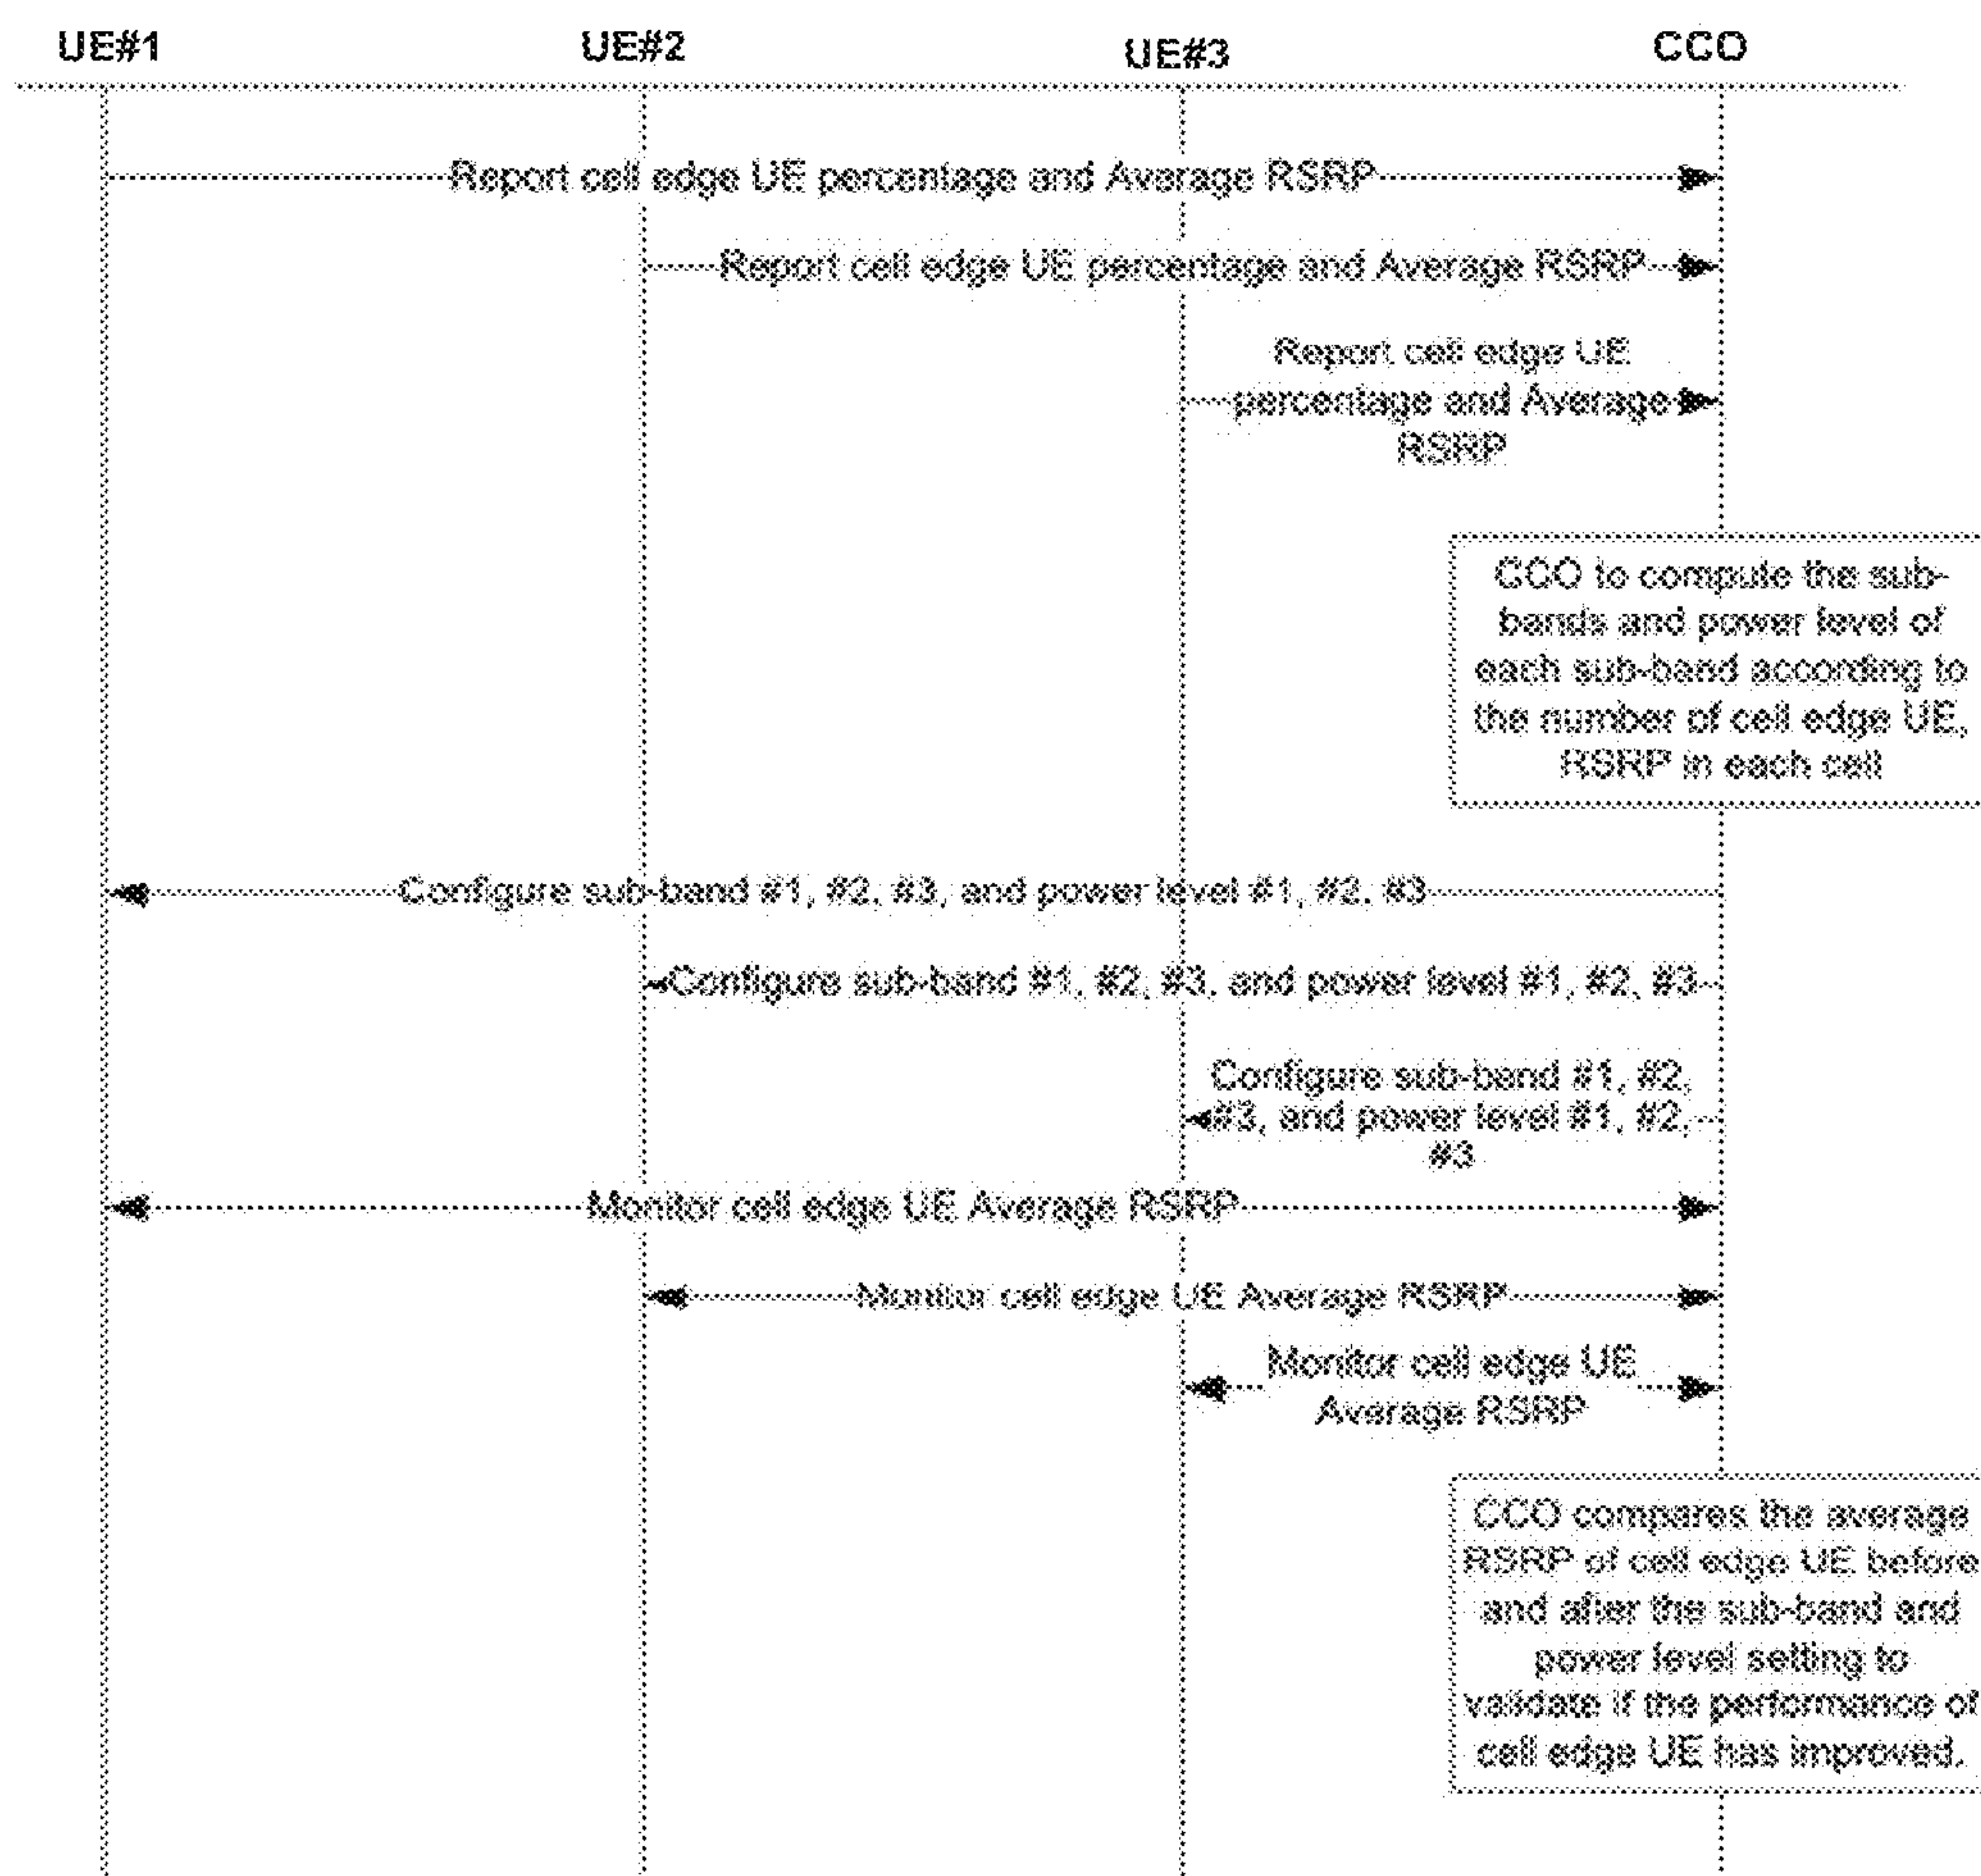 UE#1
UE#2
UE#3
CCO
Report cell edge UE percentage and Average RSRP
Report cell edge UE percentage and Average RSRP
Report cell edge UE
percentage and Average
RSRP
CCO to compute the sub-
bands and power level of
each sub-band according to
the number of cell edge UE,
RSRP in each cell
Configure sub-band #1, #2, #3, and power level #1, #2, #3
Configure sub-band #1, #2, #3, and power level #1, #2, #3
Configure sub-band #1, #2,
#3, and power level #1, #2,
#3
Monitor cell edge UE Average RSRP
Monitor cell edge UE Average RSRP
Monitor cell edge UE
Average RSRP
CCO compares the average
RSRP of cell edge UE before
and after the sub-band and
power level setting to
validate if the performance of
cell edge UE has improved.